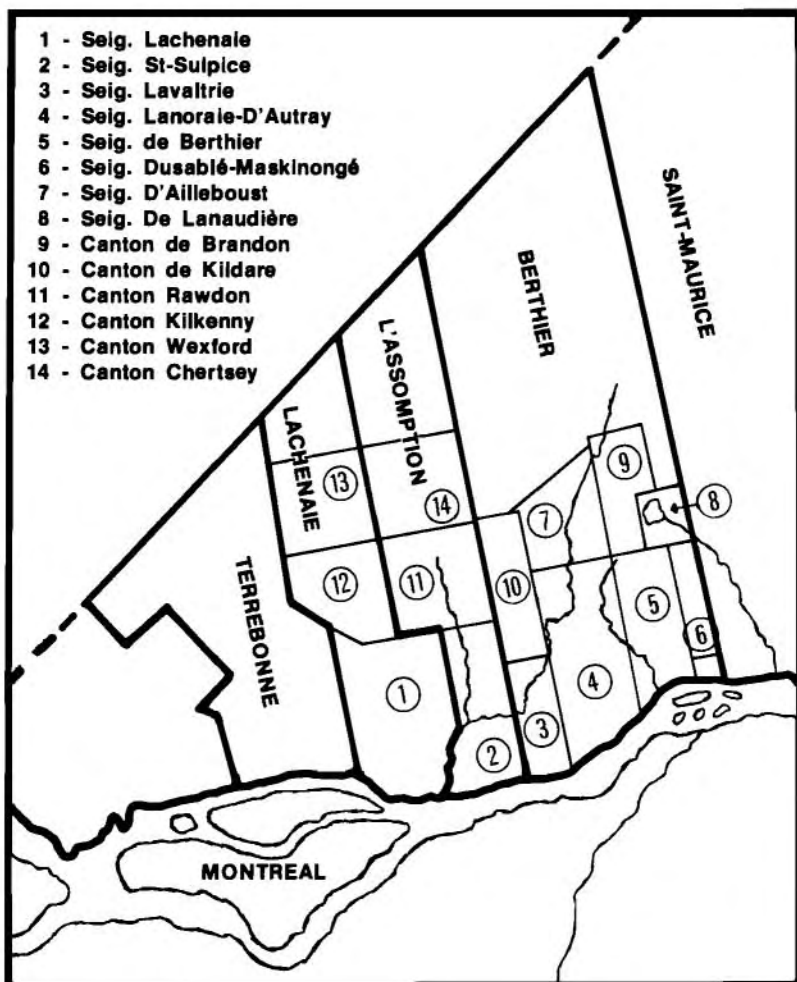 1 - Seig. Lachenaie
2 - Seig. St-Sulpice
3 - Seig. Lavaltrie
4 - Seig. Lanoraie-D'Autray
5 - Seig. de Berthier
6 - Seig. Dusablé-Maskinongé
7 - Seig. D'Ailleboust
8 - Seig. De Lanaudière
9 - Canton de Brandon
10 - Canton de Kildare
11 - Canton Rawdon
12 - Canton Kilkenny
13 - Canton Wexford
14 - Canton Chertsey
SAINT-MAURICE
BERTHIER
L'ASSOMPTION
LACHENAIE
TERREBONNE
9
13
8
14
7
12
11
10
5
6
1
4
3
2
MONTREAL